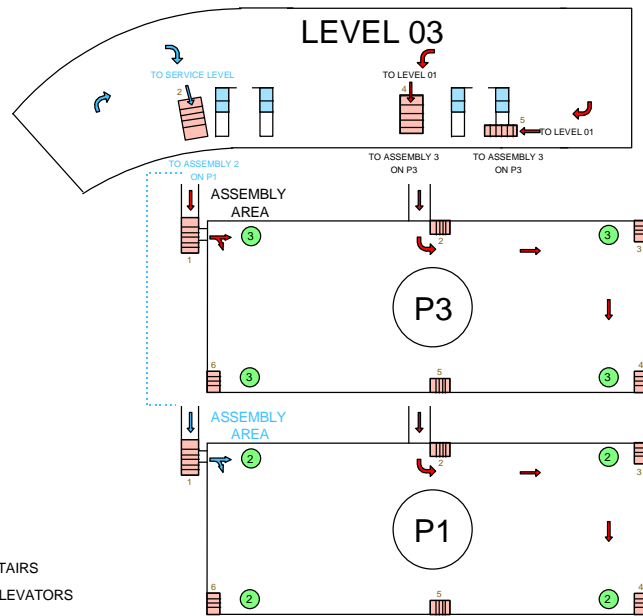 LEVEL 03
TO SERVICE LEVEL
TO LEVEL 01
2
4
5
TO LEVEL 01
TO ASSEMBLY 2
ON P1
TO ASSEMBLY 3
ON P3
TO ASSEMBLY 3
ON P3
ASSEMBLY
AREA
1
3
2
3
3
P3
6
3
5
3
4
ASSEMBLY
AREA
1
2
2
2
3
P1
6
2
5
2
4
TAIRS
LEVATORS